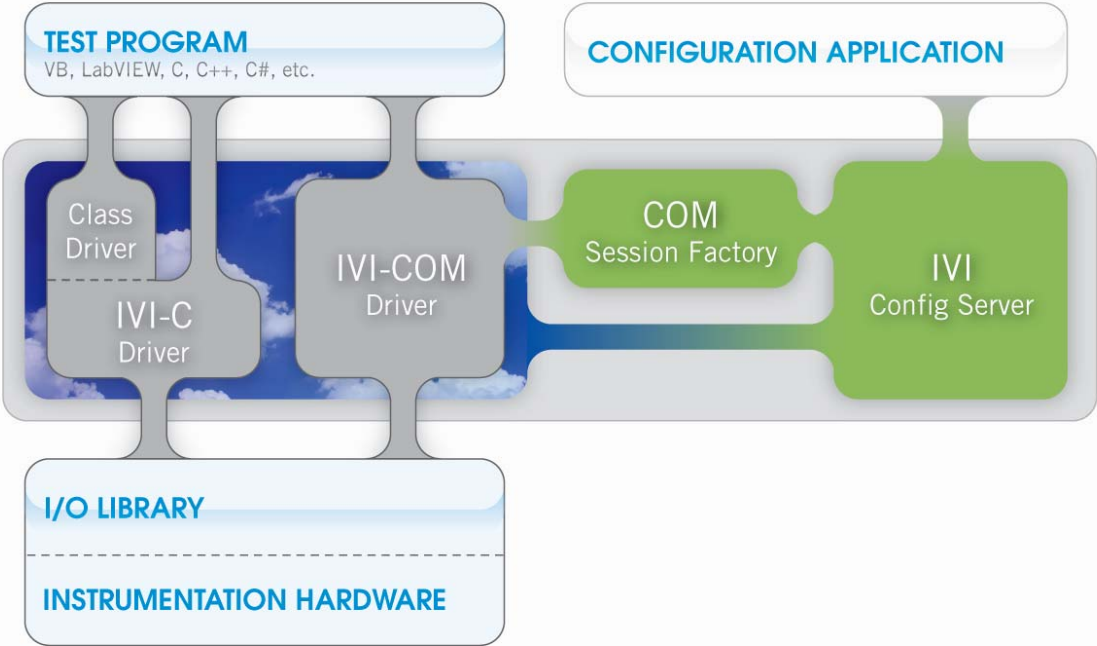 TEST PROGRAM
VB, LabVIEW, C, C++, C#, etc.
CONFIGURATION APPLICATION
Class
Driver
IVI-C
Driver
IVI-COM
Driver
COM
Session Factory
IVI
Config Server
I/O LIBRARY
INSTRUMENTATION HARDWARE